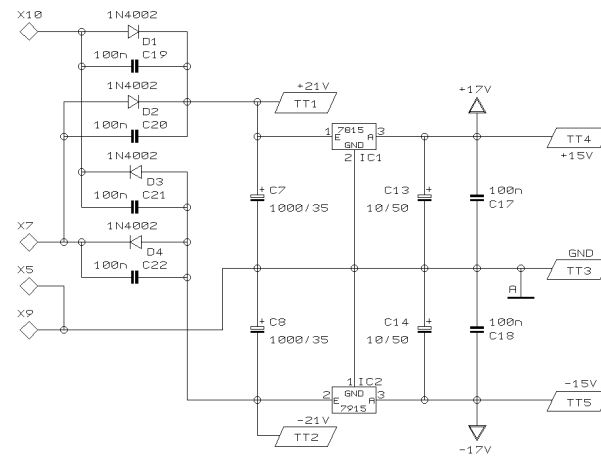 X10
1N4002
D1
100n C19
1N4002
D2
100n C20
1N4002
D3
100n C21
X7
1N4002
D4
100n C22
X5
X9
+21V
TT1
1 E 7815 A 3
GND
2 IC1
+17V
TT4
+15V
C7
+
1000/35
C13
+
10/50
100n
C17
GND
TT3
A
C8
+
1000/35
C14
+
10/50
100n
C18
1 IC2
GND
2 E 7915 A 3
-21V
TT2
-15V
TT5
-17V